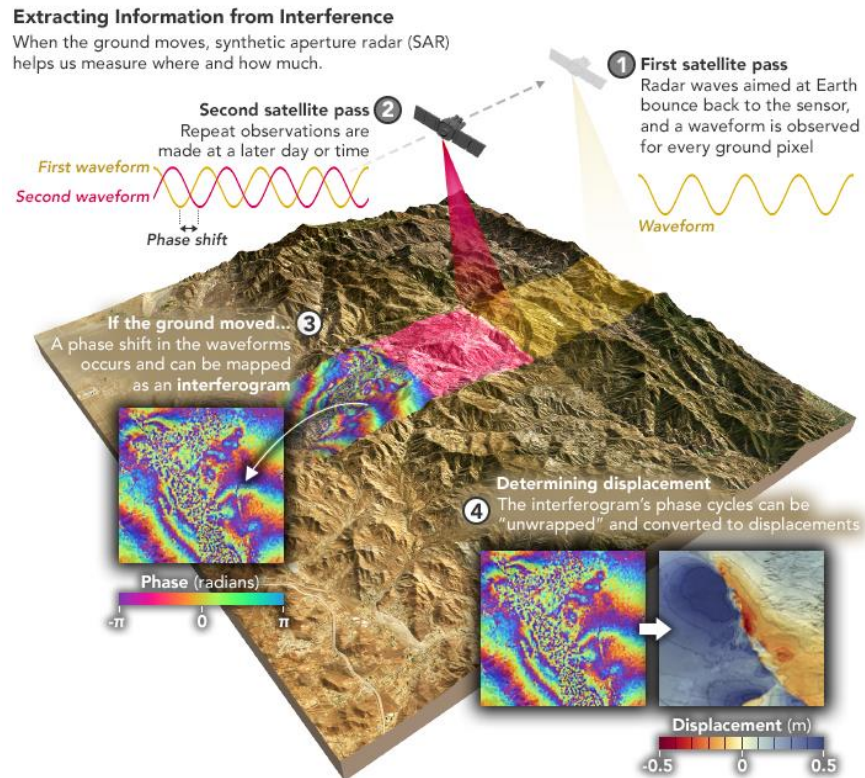 Extracting Information from Interference
When the ground moves, synthetic aperture radar (SAR)
helps us measure where and how much.
1 First satellite pass
Radar waves aimed at Earth
bounce back to the sensor,
and a waveform is observed
for every ground pixel
Waveform
Second satellite pass 2
Repeat observations are
made at a later day or time
First waveform
Second waveform
Phase shift
If the ground moved... 3
A phase shift in the waveforms
occurs and can be mapped
as an interferogram
Phase (radians)
-π 0 π
Determining displacement
4 The interferogram's phase cycles can be
"unwrapped" and converted to displacements
Displacement (m)
-0.5 0 0.5